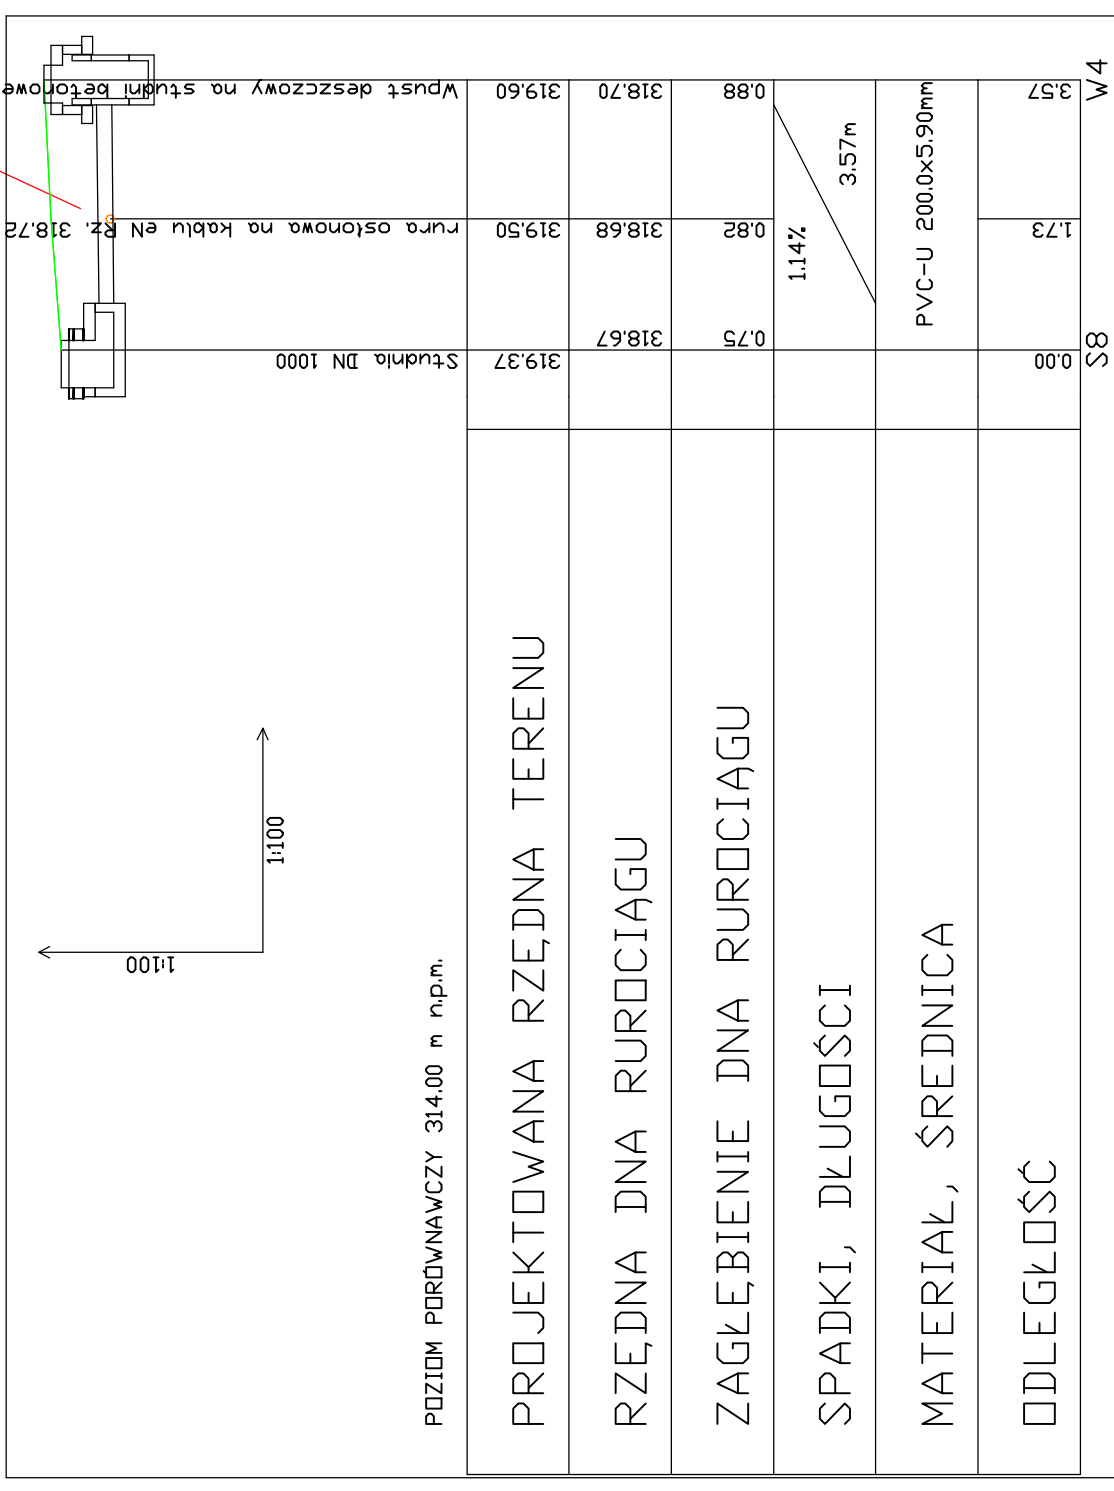 Wpust deszczowy na studni betonowe
rura osłonowa na kablu eN Rz. 318.72
Studnia DN 1000
1:100
1:100
POZIOM PORÓWNAWCZY 314.00 m n.p.m.
PROJEKTOWANA RZĘDNA TERENU
319.37
319.50
319.60
RZĘDNA DNA RUROCIĄGU
318.67
318.68
318.70
ZAGŁĘBIENIE DNA RUROCIĄGU
0.75
0.82
0.88
SPADKI, DŁUGOŚCI
1.14%
3.57m
MATERIAŁ, ŚREDNICA
PVC-U 200.0x5.90mm
ODLEGŁOŚĆ
0.00
1.73
3.57
S8
W4